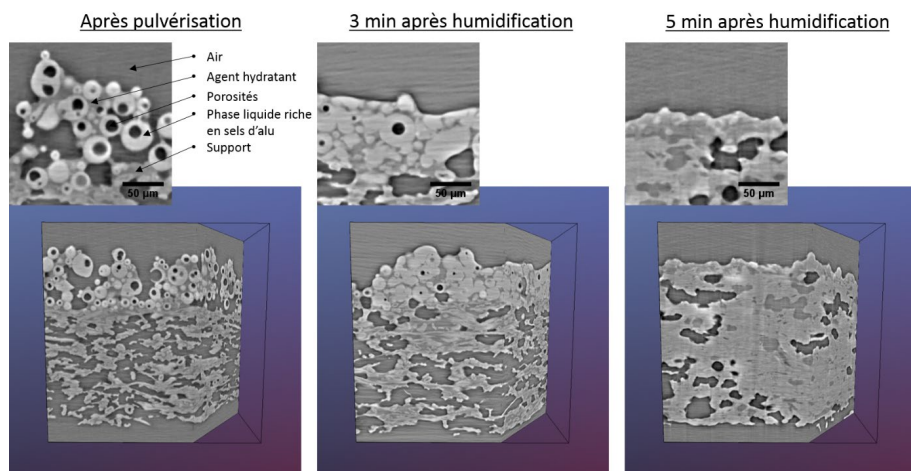 Après pulvérisation
3 min après humidification
5 min après humidification
Air
Agent hydratant
Porosités
Phase liquide riche
en sels d'alu
Support
50 µm
50 µm
50 µm